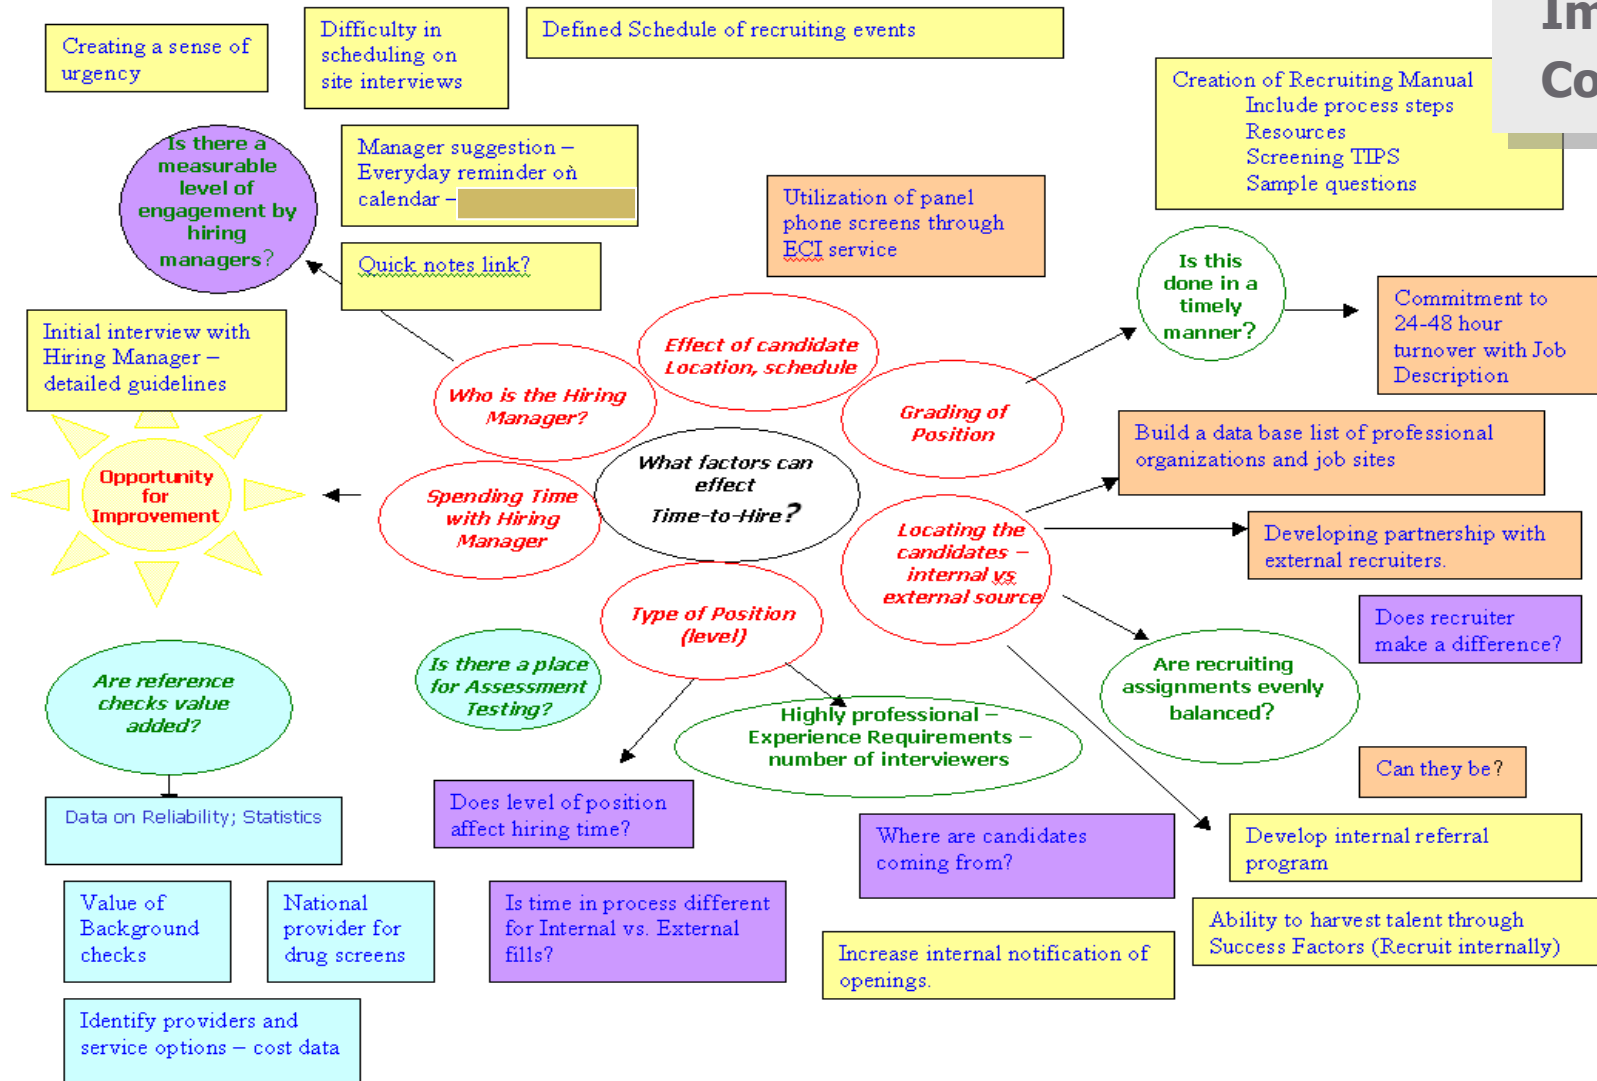 Creating a sense of
urgency
Difficulty in
scheduling on
site interviews
Defined Schedule of recruiting events
Creation of Recruiting Manual
Include process steps
Resources
Screening TIPS
Sample questions
Is there a
measurable
level of
engagement by
hiring
managers?
Manager suggestion –
Everyday reminder on
calendar –
Quick notes link?
Utilization of panel
phone screens through
ECI service
Is this
done in a
timely
manner?
Commitment to
24-48 hour
turnover with Job
Description
Initial interview with
Hiring Manager –
detailed guidelines
Opportunity
for
Improvement
Who is the Hiring
Manager?
Effect of candidate
Location, schedule
Grading of
Position
Build a data base list of professional
organizations and job sites
What factors can
effect
Time-to-Hire?
Spending Time
with Hiring
Manager
Locating the
candidates –
internal vs
external source
Developing partnership with
external recruiters.
Does recruiter
make a difference?
Type of Position
(level)
Is there a place
for Assessment
Testing?
Are recruiting
assignments evenly
balanced?
Are reference
checks value
added?
Highly professional –
Experience Requirements –
number of interviewers
Can they be?
Data on Reliability; Statistics
Does level of position
affect hiring time?
Where are candidates
coming from?
Develop internal referral
program
Value of
Background
checks
National
provider for
drug screens
Is time in process different
for Internal vs. External
fills?
Increase internal notification of
openings.
Ability to harvest talent through
Success Factors (Recruit internally)
Identify providers and
service options – cost data